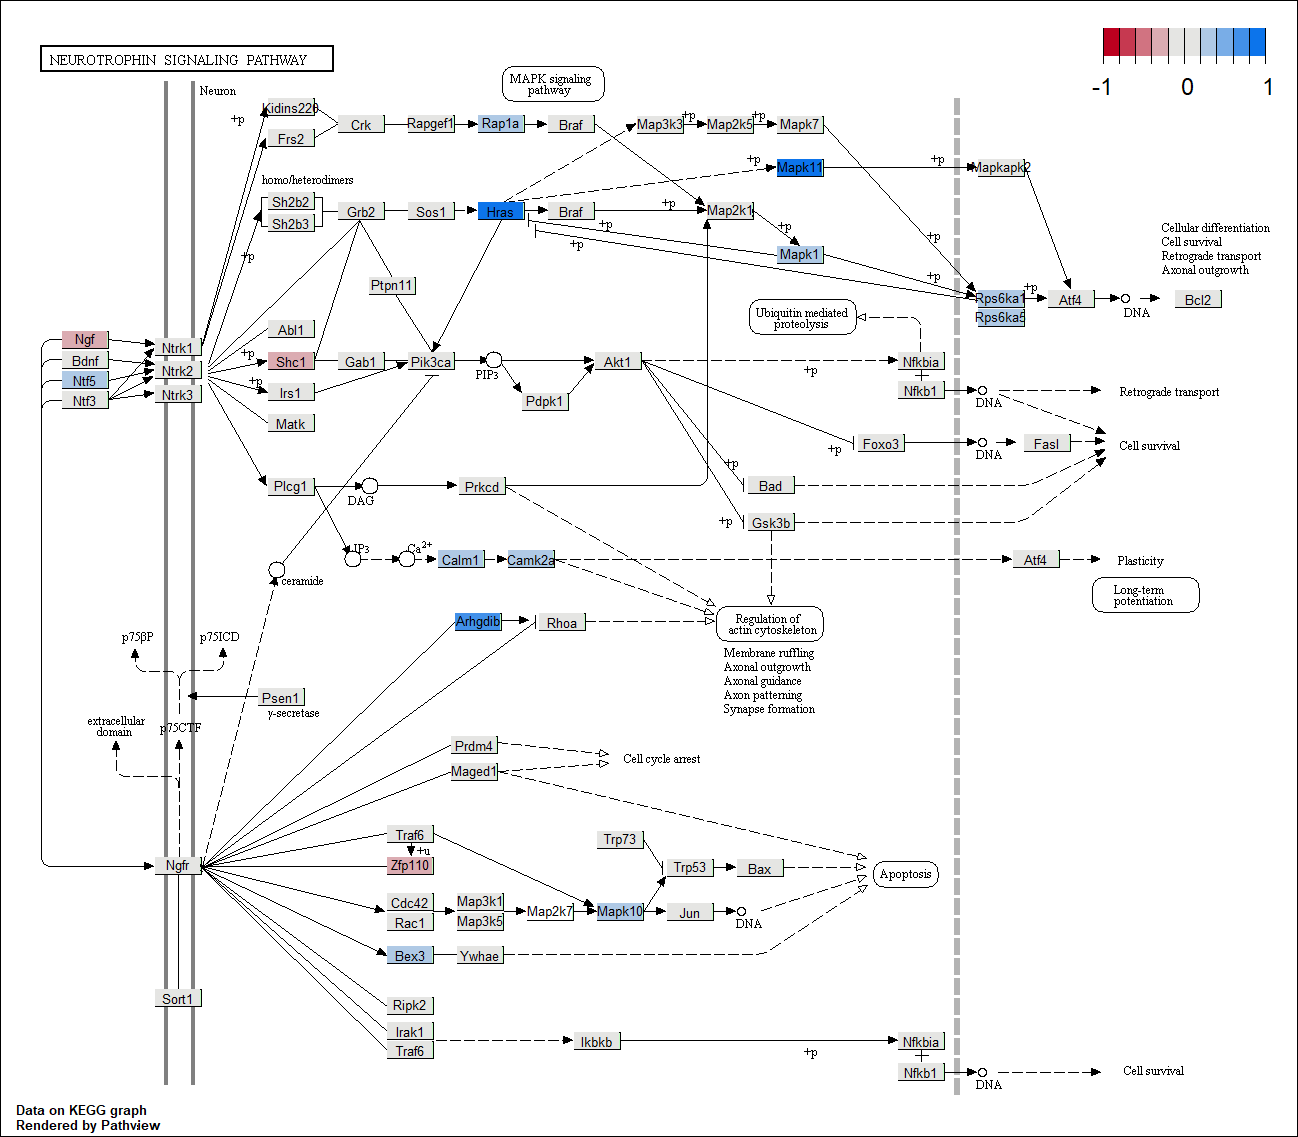 NEUROTROPHIN SIGNALING PATHWAY
-1 0 1
Neuron
MAPK signaling
pathway
Kidins220
+p
Frs2
Crk
Rapgef1
Rap1a
Braf
Map3k3
+p
Map2k5
+p
Mapk7
+p
Mapk11
+p
Mapkapk2
homo/heterodimers
Sh2b2
Sh2b3
+p
Grb2
Sos1
Hras
Braf
+p
Map2k1
+p
+p
+p
Mapk1
+p
+p
Cellular differentiation
Cell survival
Retrograde transport
Axonal outgrowth
Ptpn11
Rps6ka1
Rps6ka5
+p
Atf4
DNA
Bcl2
Ubiquitin mediated
proteolysis
Abl1
Ngf
Bdnf
Ntf5
Ntf3
Ntrk1
Ntrk2
Ntrk3
+p
Shc1
+p
Irs1
Matk
Gab1
Pik3ca
PIP3
Pdpk1
Akt1
+p
Nfkbia
Nfkb1
DNA
Retrograde transport
Foxo3
+p
DNA
Fasl
Cell survival
Plcg1
DAG
Prkcd
+p
Bad
+p
Gsk3b
IP3
Ca2+
Calm1
Camk2a
Atf4
Plasticity
Long-term
potentiation
ceramide
Arhgdib
Rhoa
Regulation of
actin cytoskeleton
Membrane ruffling
Axonal outgrowth
Axonal guidance
Axon patterning
Synapse formation
p75βP
p75ICD
Psen1
γ-secretase
extracellular
domain
p75CTF
Prdm4
Maged1
Cell cycle arrest
Traf6
+u
Zfp110
Ngfr
Trp73
Trp53
Bax
Apoptosis
Cdc42
Rac1
Map3k1
Map3k5
Map2k7
Mapk10
Jun
DNA
Bex3
Ywhae
Sort1
Ripk2
Irak1
Traf6
Ikbkb
+p
Nfkbia
Nfkb1
DNA
Cell survival
Data on KEGG graph
Rendered by Pathview